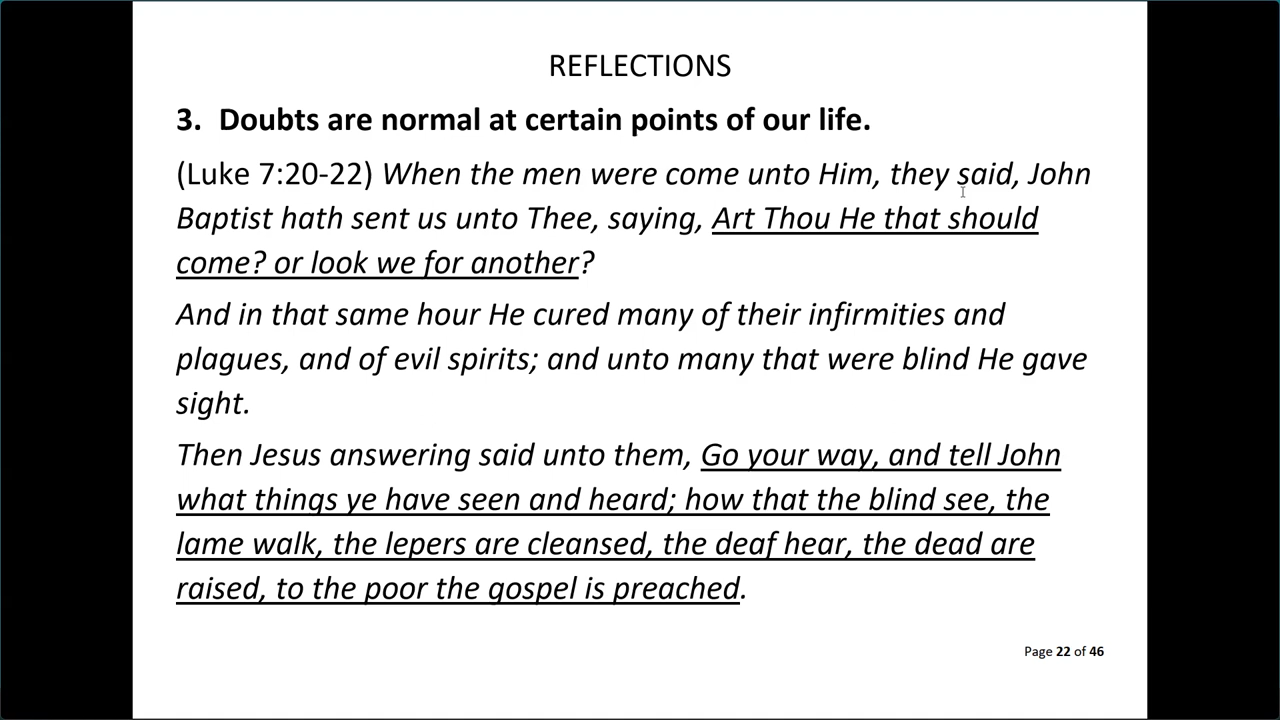 REFLECTIONS
3. Doubts are normal at certain points of our life.
(Luke 7:20-22) When the men were come unto Him, they said, John
Baptist hath sent us unto Thee, saying, Art Thou He that should
come? or look we for another?
And in that same hour He cured many of their infirmities and
plagues, and of evil spirits; and unto many that were blind He gave
sight.
Then Jesus answering said unto them, Go your way, and tell John
what things ye have seen and heard; how that the blind see, the
lame walk, the lepers are cleansed, the deaf hear, the dead are
raised, to the poor the gospel is preached.
Page 22 of 46